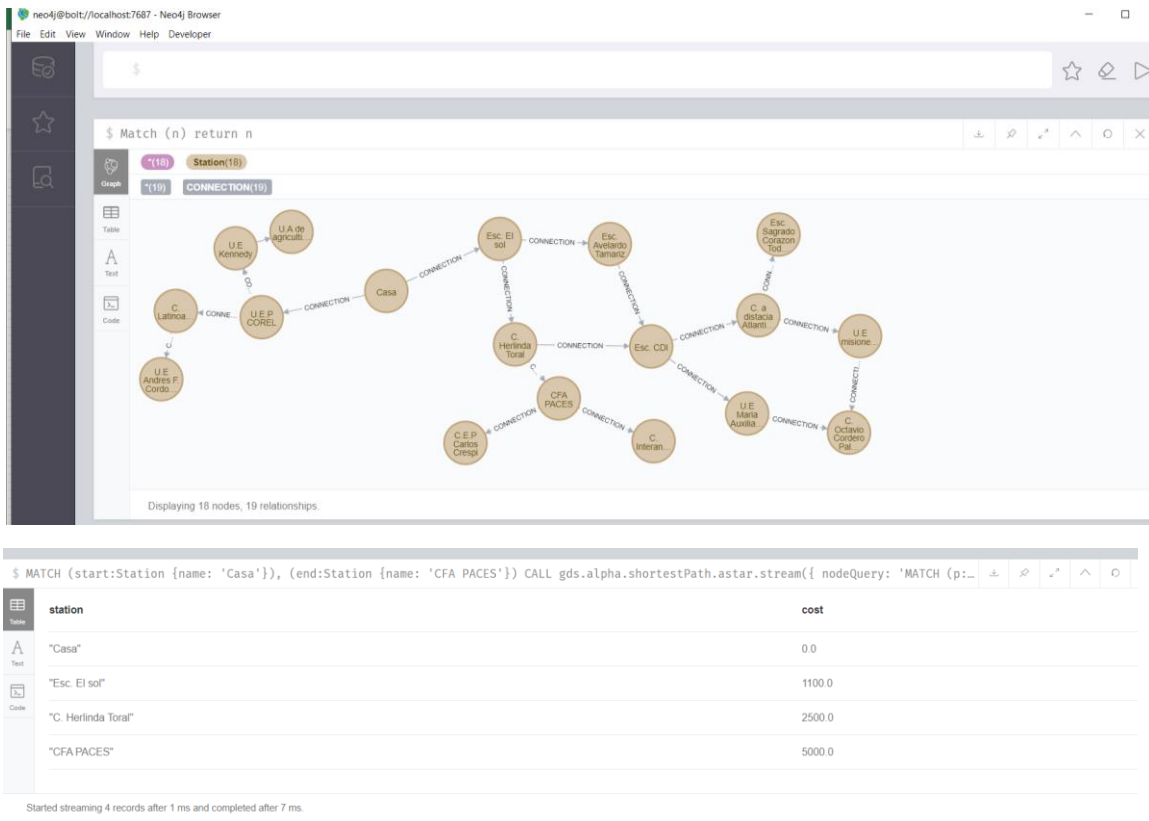 neo4j@bolt://localhost:7687 - Neo4j Browser
File Edit View Window Help Developer
$
$ Match (n) return n
*(18) Station(18)
*(19) CONNECTION(19)
Graph
Table
Text
Code
U.A de
agriculti...
U.E
Kennedy
CO...
C.
Latinoa...
CONNE...
U.E.P
COREL
CONNECTION
Casa
CONNECTION
C...
U.E
Andres F.
Cordo...
Esc. El
sol
CONNECTION
Esc.
Avelardo
Tamariz
CONNECTION
CONNECTION
C.
Herlinda
Toral
CONNECTION
Esc. CDI
C...
CFA
PACES
CONNECTION
CONNECTION
C.E.P
Carlos
Crespi
C.
Interan...
Esc.
Sagrado
Corazon
Tod...
CONN...
C. a
distacia
Atlanti...
CONNECTION
CONNECTION
U.E
misione...
CONNECTI...
CONNECTION
U.E
Maria
Auxilia...
CONNECTION
C.
Octavio
Cordero
Pal...
Displaying 18 nodes, 19 relationships.
$ MATCH (start:Station {name: 'Casa'}), (end:Station {name: 'CFA PACES'}) CALL gds.alpha.shortestPath.astar.stream({ nodeQuery: 'MATCH (p:…
Table
Text
Code
station cost
"Casa" 0.0
"Esc. El sol" 1100.0
"C. Herlinda Toral" 2500.0
"CFA PACES" 5000.0
Started streaming 4 records after 1 ms and completed after 7 ms.